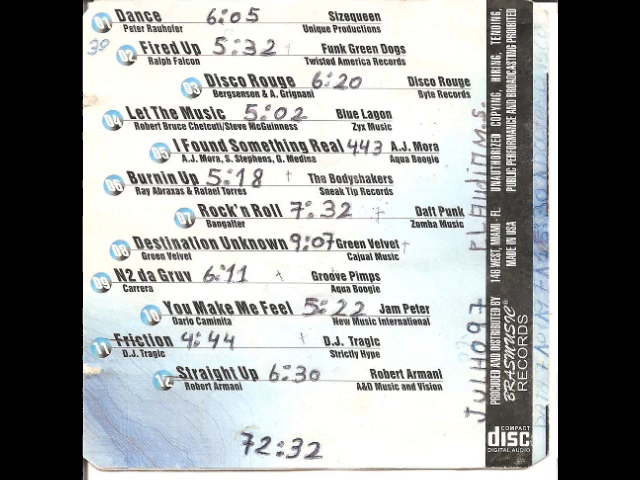 01 Dance 6:05 Sizequeen
Peter Rauhofer Unique Productions
39
02 Fired Up 5:32 Funk Green Dogs
Ralph Falcon Twisted America Records
03 Disco Rouge 6:20 Disco Rouge
Bergsensen & A. Grignani Byte Records
04 Let The Music 5:02 Blue Lagon
Robert Bruce Chetcuti/Steve McGuinness Zyx Music
05 I Found Something Real 443 A.J. Mora
A.J. Mora, S. Stephens, G. Medina Aqua Boogie
06 Burnin Up 5:18 The Bodyshakers
Ray Abraxas & Rafael Torres Sneak Tip Records
07 Rock'n Roll 7:32 Daft Punk
Bangalter Zomba Music
08 Destination Unknown 9:07 Green Velvet
Green Velvet Cajual Music
09 N2 da Gruv 6:11 Groove Pimps
Carrera Aqua Boogie
10 You Make Me Feel 5:22 Jam Peter
Dario Caminita New Music International
11 Friction 4:44 D.J. Tragic
D.J. Tragic Strictly Hype
12 Straight Up 6:30 Robert Armani
Robert Armani A&D Music and Vision
72:32
JULHO97
PRODUCED AND DISTRIBUTED BY
BRASMUSIC®
RECORDS
148 WEST, MIAMI - FL
MADE IN USA
UNAUTHORIZED COPYING, HIRING, TENDING,
PUBLIC PERFORMANCE AND BROADCASTING PROIBITED
COMPACT
disc
DIGITAL AUDIO